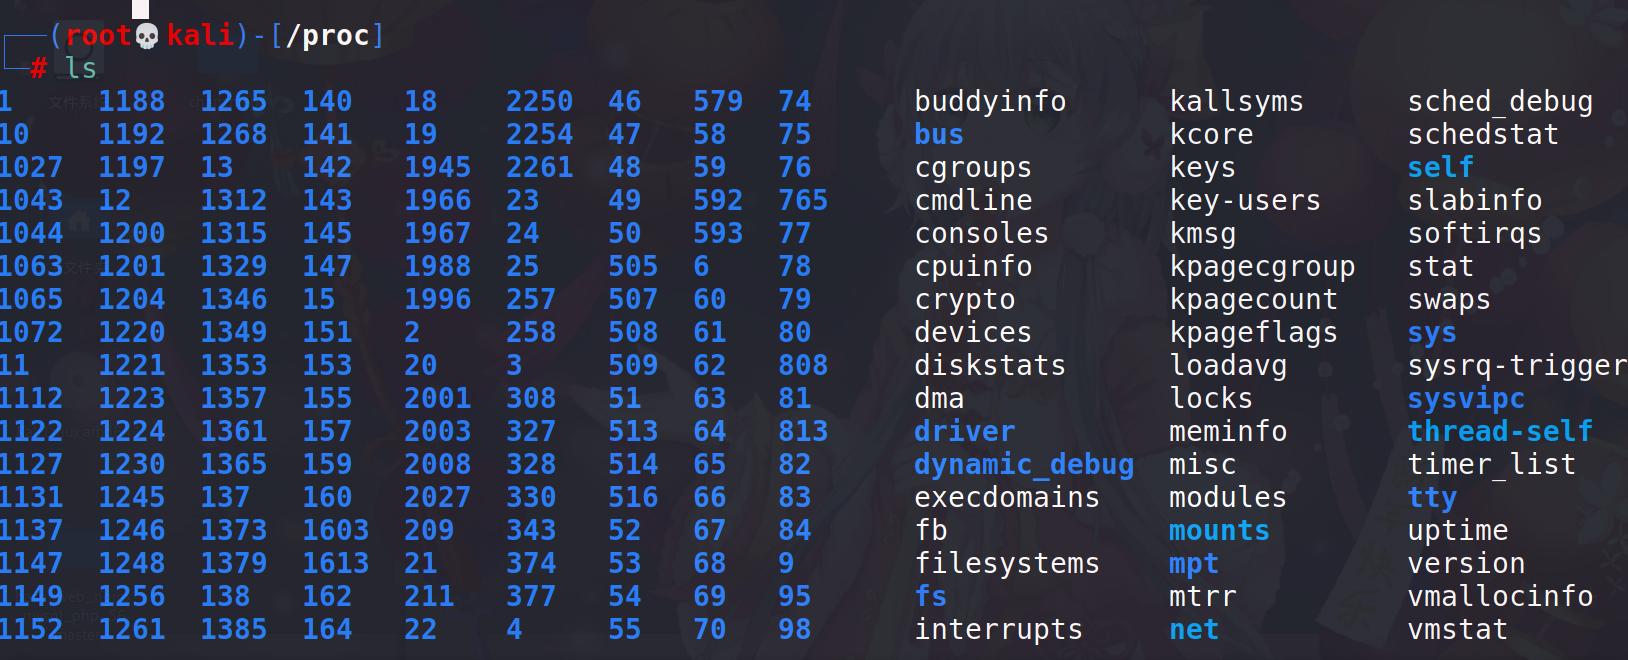 (root💀kali)-[/proc]
# ls
1 1188 1265 140 18 2250 46 579 74 buddyinfo kallsyms sched_debug
10 1192 1268 141 19 2254 47 58 75 bus kcore schedstat
1027 1197 13 142 1945 2261 48 59 76 cgroups keys self
1043 12 1312 143 1966 23 49 592 765 cmdline key-users slabinfo
1044 1200 1315 145 1967 24 50 593 77 consoles kmsg softirqs
1063 1201 1329 147 1988 25 505 6 78 cpuinfo kpagecgroup stat
1065 1204 1346 15 1996 257 507 60 79 crypto kpagecount swaps
1072 1220 1349 151 2 258 508 61 80 devices kpageflags sys
11 1221 1353 153 20 3 509 62 808 diskstats loadavg sysrq-trigger
1112 1223 1357 155 2001 308 51 63 81 dma locks sysvipc
1122 1224 1361 157 2003 327 513 64 813 driver meminfo thread-self
1127 1230 1365 159 2008 328 514 65 82 dynamic_debug misc timer_list
1131 1245 137 160 2027 330 516 66 83 execdomains modules tty
1137 1246 1373 1603 209 343 52 67 84 fb mounts uptime
1147 1248 1379 1613 21 374 53 68 9 filesystems mpt version
1149 1256 138 162 211 377 54 69 95 fs mtrr vmallocinfo
1152 1261 1385 164 22 4 55 70 98 interrupts net vmstat